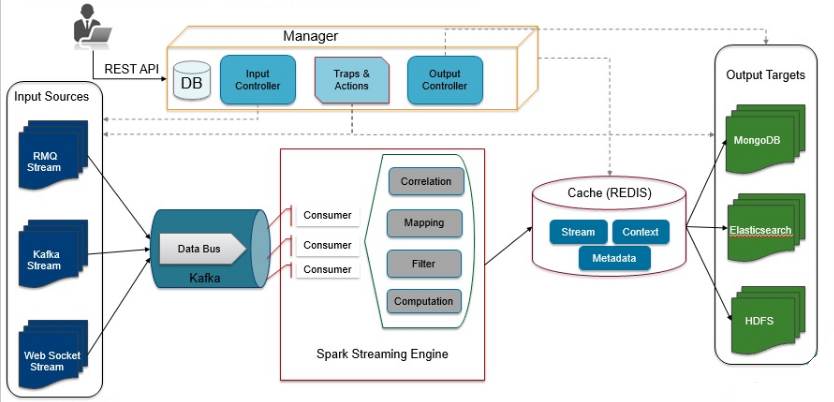 Manager
REST API
DB
Input
Controller
Traps &
Actions
Output
Controller
Input Sources
RMQ
Stream
Kafka
Stream
Web Socket
Stream
Data Bus
Kafka
Consumer
Consumer
Consumer
Correlation
Mapping
Filter
Computation
Spark Streaming Engine
Cache (REDIS)
Stream
Context
Metadata
Output Targets
MongoDB
Elasticsearch
HDFS